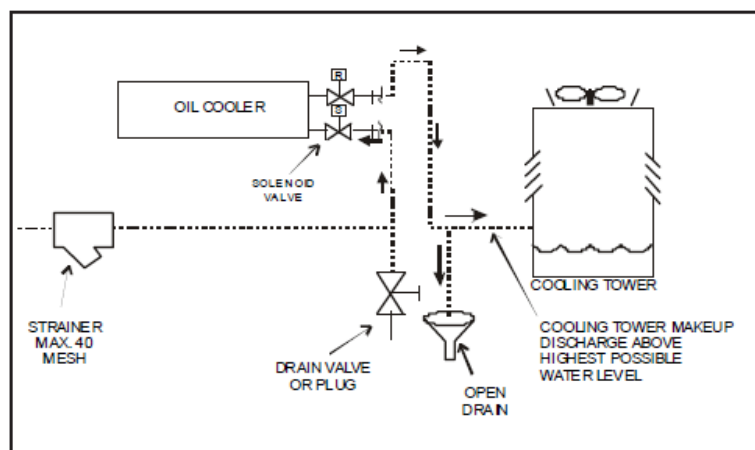 R
OIL COOLER
S
SOLENOID
VALVE
STRAINER
MAX. 40
MESH
DRAIN VALVE
OR PLUG
OPEN
DRAIN
COOLING TOWER
COOLING TOWER MAKEUP
DISCHARGE ABOVE
HIGHEST POSSIBLE
WATER LEVEL